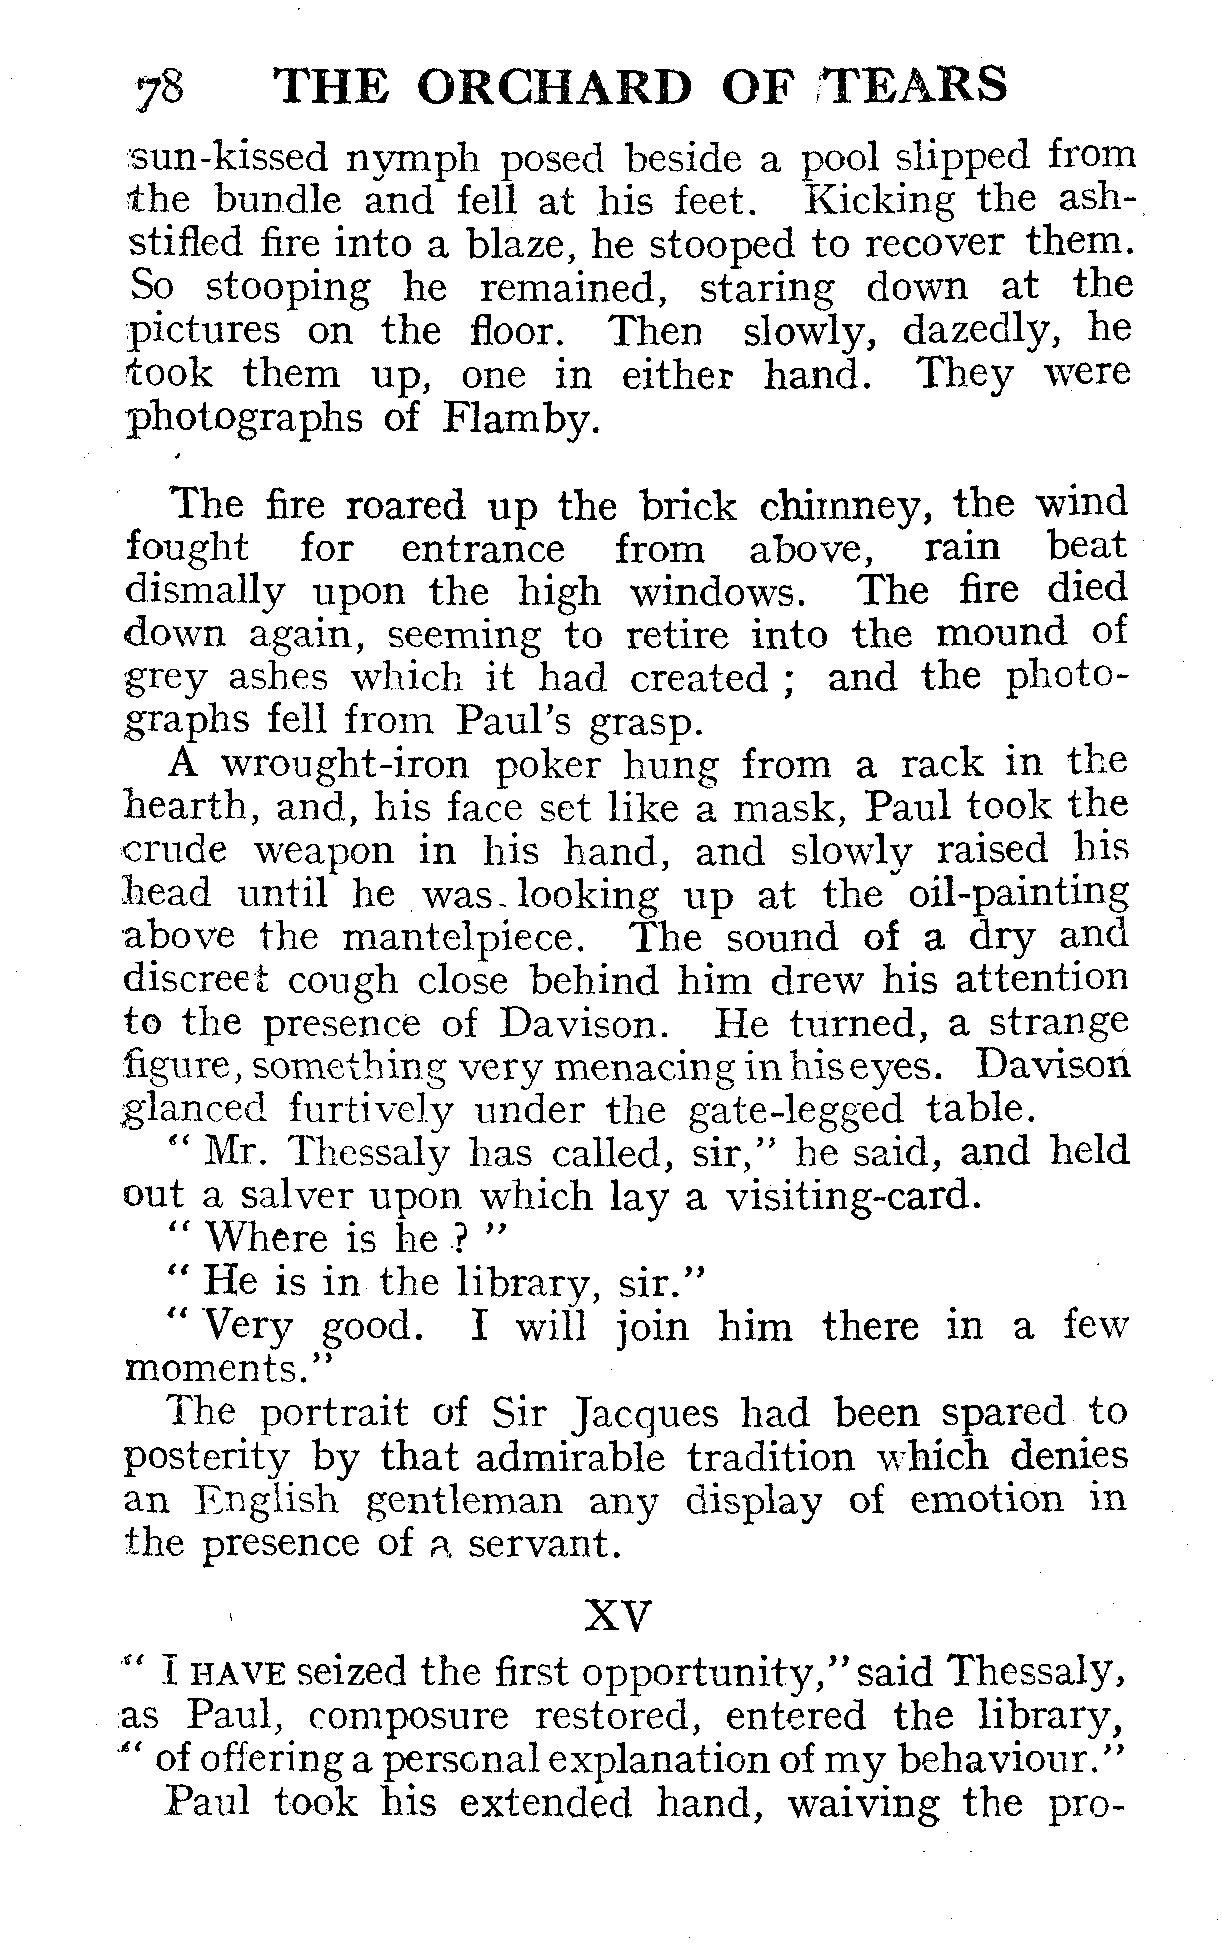 78 THE ORCHARD OF TEARS
sun-kissed nymph posed beside a pool slipped from
the bundle and fell at his feet. Kicking the ash-
stifled fire into a blaze, he stooped to recover them.
So stooping he remained, staring down at the
pictures on the floor. Then slowly, dazedly, he
took them up, one in either hand. They were
photographs of Flamby.
The fire roared up the brick chimney, the wind
fought for entrance from above, rain beat
dismally upon the high windows. The fire died
down again, seeming to retire into the mound of
grey ashes which it had created ; and the photo-
graphs fell from Paul's grasp.
A wrought-iron poker hung from a rack in the
hearth, and, his face set like a mask, Paul took the
crude weapon in his hand, and slowly raised his
head until he was looking up at the oil-painting
above the mantelpiece. The sound of a dry and
discreet cough close behind him drew his attention
to the presence of Davison. He turned, a strange
figure, something very menacing in his eyes. Davison
glanced furtively under the gate-legged table.
" Mr. Thessaly has called, sir," he said, and held
out a salver upon which lay a visiting-card.
" Where is he ? "
" He is in the library, sir."
" Very good. I will join him there in a few
moments."
The portrait of Sir Jacques had been spared to
posterity by that admirable tradition which denies
an English gentleman any display of emotion in
the presence of a servant.
XV
" I HAVE seized the first opportunity," said Thessaly,
as Paul, composure restored, entered the library,
" of offering a personal explanation of my behaviour."
Paul took his extended hand, waiving the pro-